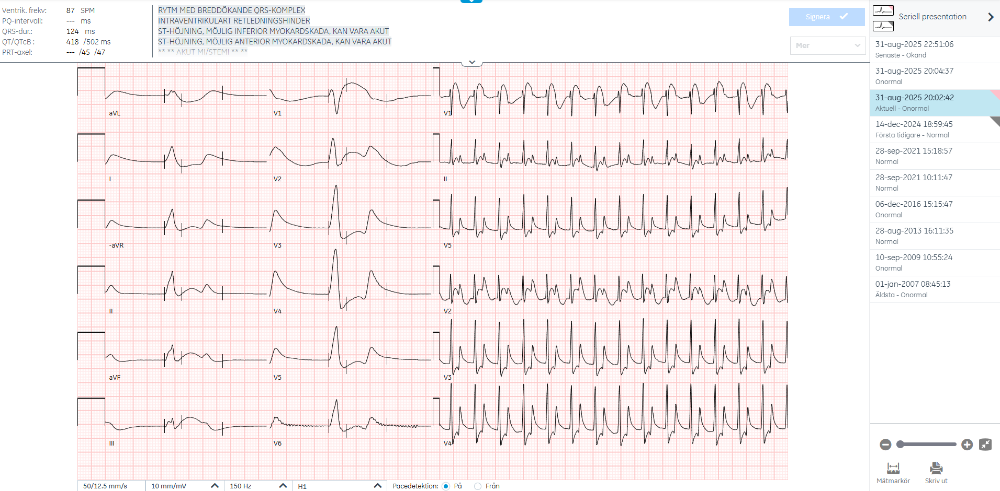 Ventrik. frekv: 87 SPM
PQ-intervall: --- ms
QRS-dur.: 124 ms
QT/QTcB : 418 /502 ms
PRT-axel: --- /45 /47
RYTM MED BREDDÖKANDE QRS-KOMPLEX
INTRAVENTRIKULÄRT RETLEDNINGSHINDER
ST-HÖJNING, MÖJLIG INFERIOR MYOKARDSKADA, KAN VARA AKUT
ST-HÖJNING, MÖJLIG ANTERIOR MYOKARDSKADA, KAN VARA AKUT
** ** AKUT MI/STEMI ** **
Signera
Mer
Seriell presentation
31-aug-2025 22:51:06
Senaste - Okänd
31-aug-2025 20:04:37
Onormal
31-aug-2025 20:02:42
Aktuell - Onormal
14-dec-2024 18:59:45
Första tidigare - Normal
28-sep-2021 15:18:57
Normal
28-sep-2021 10:11:47
Normal
06-dec-2016 15:15:47
Onormal
28-aug-2013 16:11:35
Normal
10-sep-2009 10:55:24
Onormal
01-jan-2007 08:45:13
Äldsta - Onormal
aVL V1 V1
I V2 II
-aVR V3 V5
II V4 V2
aVF V5 V3
III V6 V4
50/12.5 mm/s 10 mm/mV 150 Hz H1 Pacedetektion: På Från
Mätmarkör Skriv ut